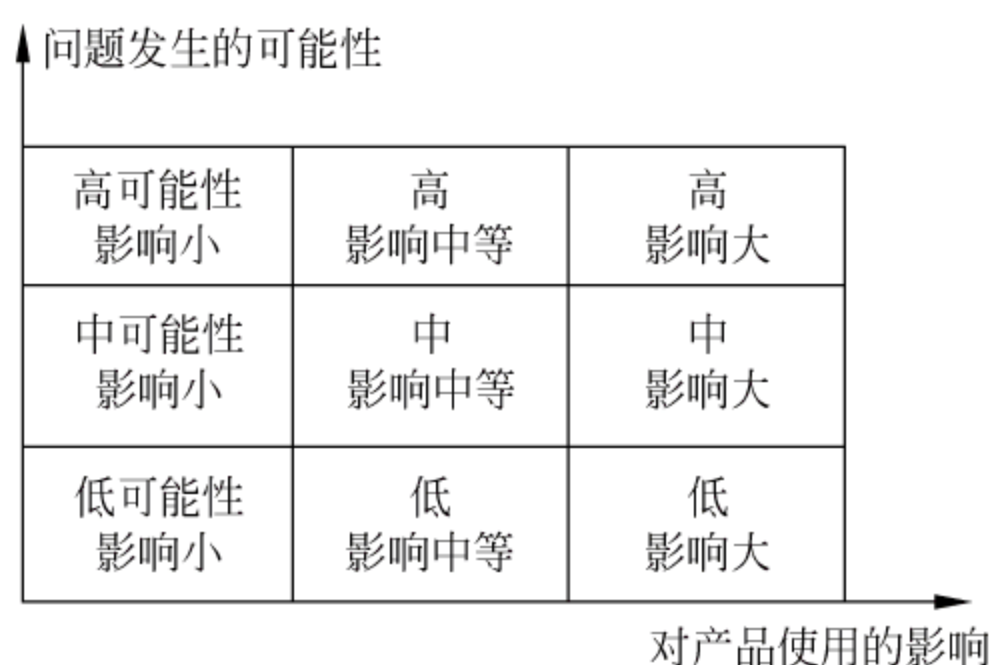 问题发生的可能性
高可能性
影响小
高
影响中等
高
影响大
中可能性
影响小
中
影响中等
中
影响大
低可能性
影响小
低
影响中等
低
影响大
对产品使用的影响